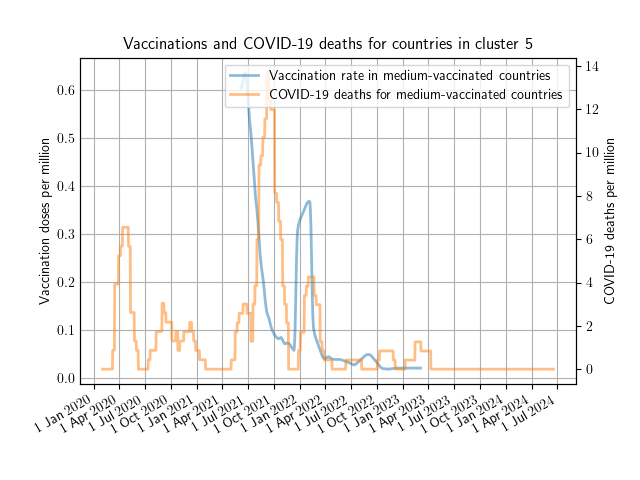 Vaccinations and COVID-19 deaths for countries in cluster 5
Vaccination rate in medium-vaccinated countries
COVID-19 deaths for medium-vaccinated countries
Vaccination doses per million
0.6
0.5
0.4
0.3
0.2
0.1
0.0
14
12
10
8
6
4
2
0
COVID-19 deaths per million
1 Jan 2020
1 Apr 2020
1 Jul 2020
1 Oct 2020
1 Jan 2021
1 Apr 2021
1 Jul 2021
1 Oct 2021
1 Jan 2022
1 Apr 2022
1 Jul 2022
1 Oct 2022
1 Jan 2023
1 Apr 2023
1 Jul 2023
1 Oct 2023
1 Jan 2024
1 Apr 2024
1 Jul 2024